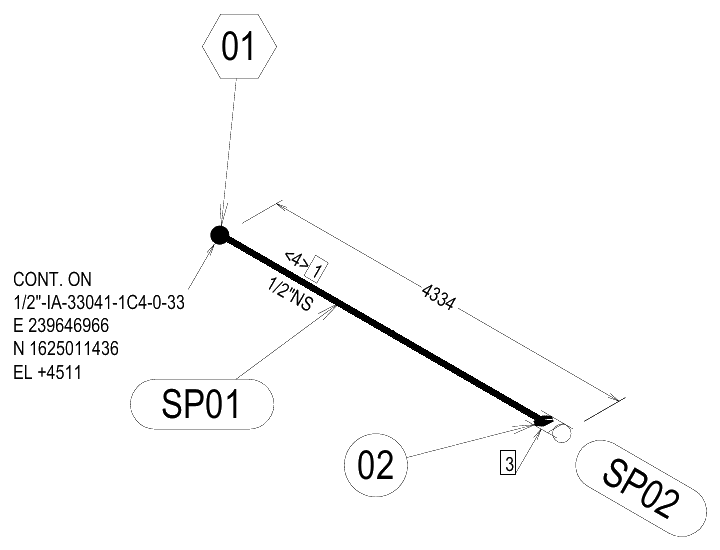 01
<4> 1
1/2"NS
4334
CONT. ON
1/2"-IA-33041-1C4-0-33
E 239646966
N 1625011436
EL +4511
SP01
02
3
SP02